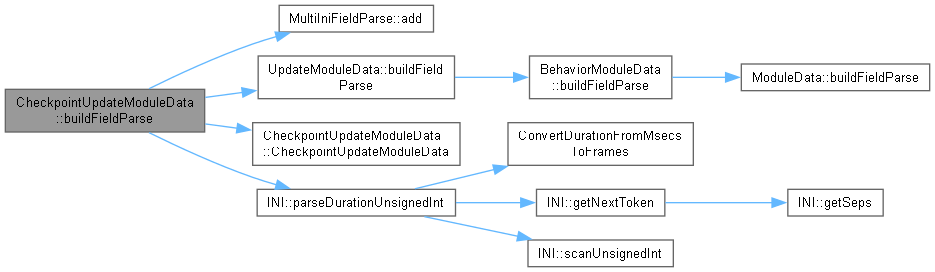 CheckpointUpdateModuleData
::buildFieldParse
MultiIniFieldParse::add
UpdateModuleData::buildField
Parse
BehaviorModuleData
::buildFieldParse
ModuleData::buildFieldParse
CheckpointUpdateModuleData
::CheckpointUpdateModuleData
INI::parseDurationUnsignedInt
ConvertDurationFromMsecs
ToFrames
INI::getNextToken
INI::getSeps
INI::scanUnsignedInt